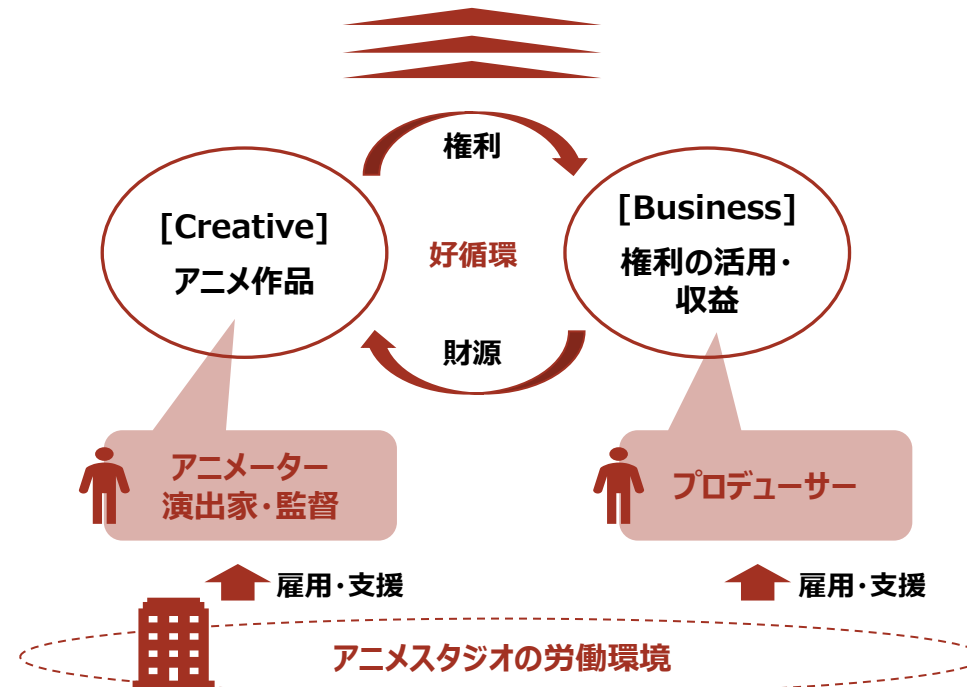 権利
[Creative]
アニメ作品
好循環
[Business]
権利の活用・
収益
財源
アニメーター
演出家・監督
プロデューサー
雇用・支援
雇用・支援
アニメスタジオの労働環境